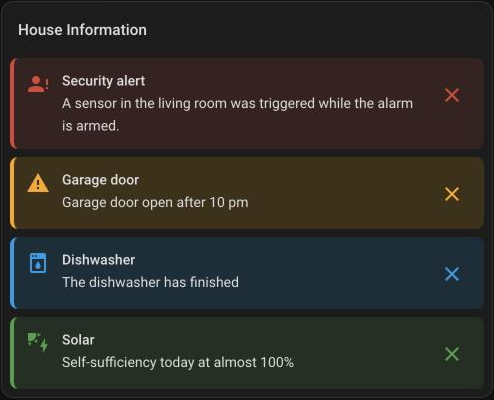 House Information
Security alert
A sensor in the living room was triggered while the alarm
is armed.
Garage door
Garage door open after 10 pm
Dishwasher
The dishwasher has finished
Solar
Self-sufficiency today at almost 100%